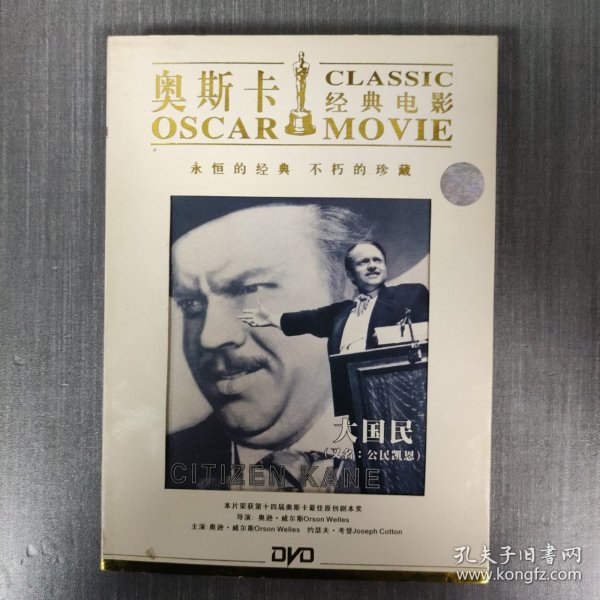 奥斯卡 CLASSIC
经典电影
OSCAR MOVIE
永恒的经典 不朽的珍藏
大国民
(又名:公民凯恩)
CITIZEN KANE
本片荣获第十四届奥斯卡最佳原创剧本奖
导演:奥逊·威尔斯Orson Welles
主演:奥逊·威尔斯Orson Welles 约瑟夫·考登Joseph Cotton
DVD
孔夫子旧书网
www.kongfz.com